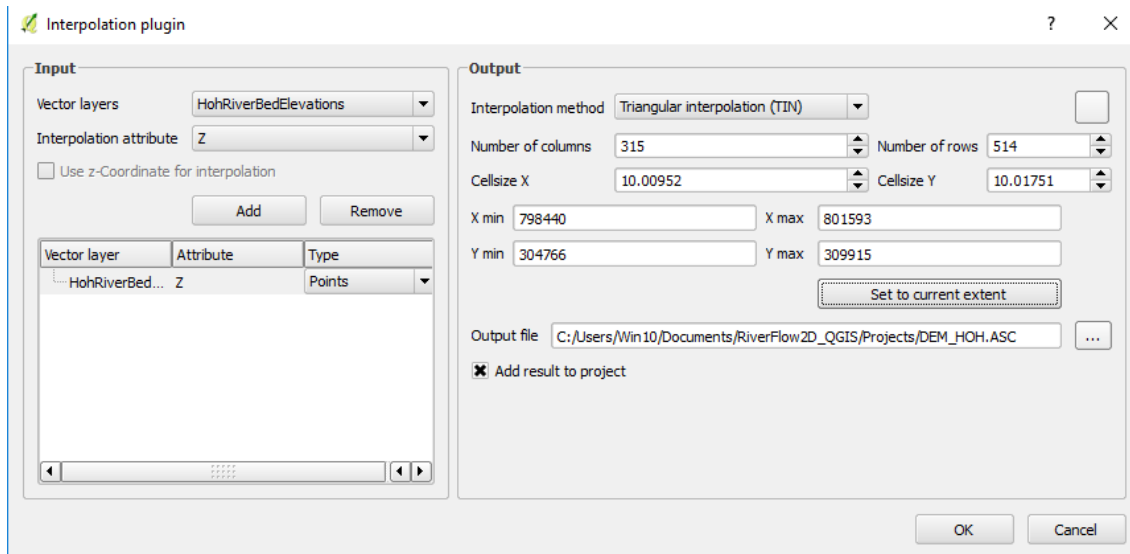 Interpolation plugin ?
Input
Vector layers HohRiverBedElevations
Interpolation attribute Z
Use z-Coordinate for interpolation
Add Remove
Vector layer Attribute Type
HohRiverBed... Z Points
Output
Interpolation method Triangular interpolation (TIN)
Number of columns 315 Number of rows 514
Cellsize X 10.00952 Cellsize Y 10.01751
X min 798440 X max 801593
Y min 304766 Y max 309915
Set to current extent
Output file C:/Users/Win10/Documents/RiverFlow2D_QGIS/Projects/DEM_HOH.ASC ...
Add result to project
OK Cancel